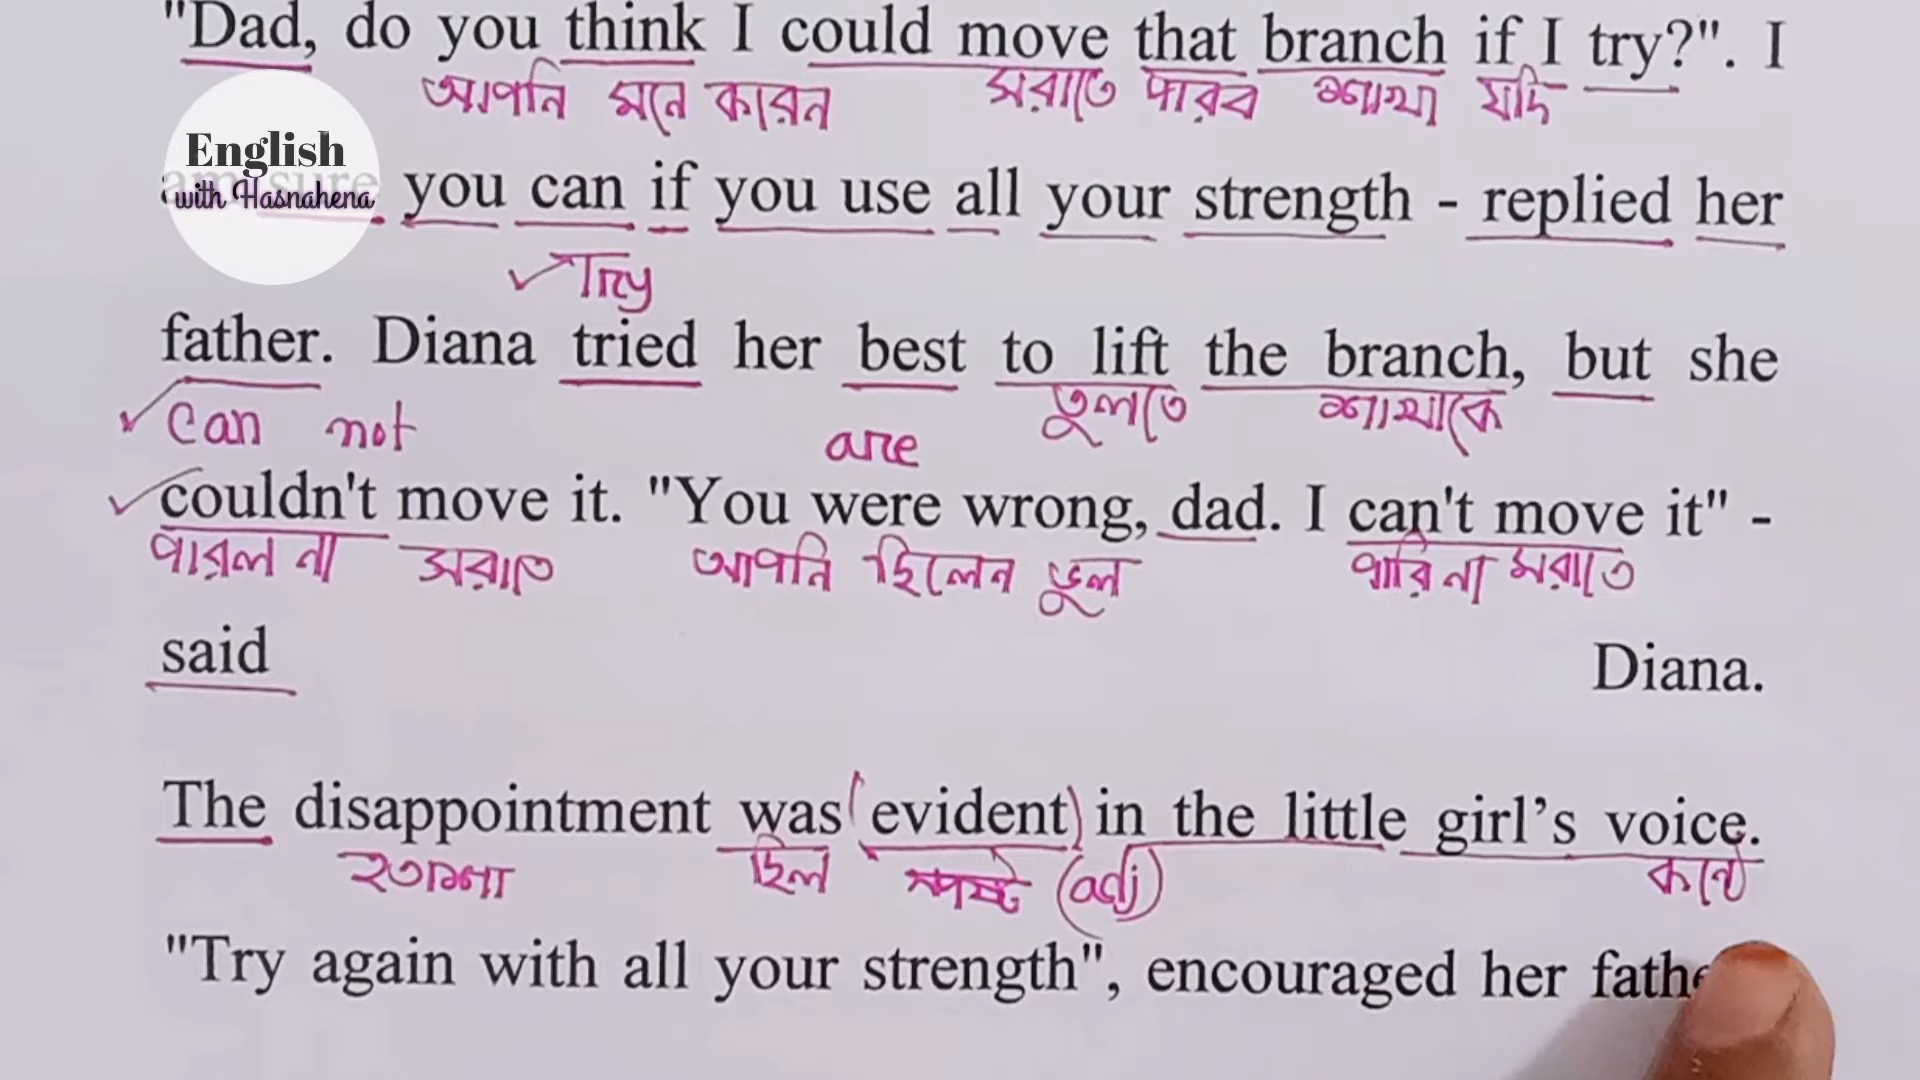 "Dad, do you think I could move that branch if I try?". I
আপনি মনে করেন সরাতে পারব শাখা যদি
English
with Hasnahena
am sure you can if you use all your strength - replied her
Try
father. Diana tried her best to lift the branch, but she
can not are তুলতে শাখাকে
couldn't move it. "You were wrong, dad. I can't move it" -
পারল না সরাতে আপনি ছিলেন ভুল পারি না সরাতে
said Diana.
The disappointment was (evident) in the little girl's voice.
হতাশা ছিল স্পষ্ট (adj) কণ্ঠে
"Try again with all your strength", encouraged her